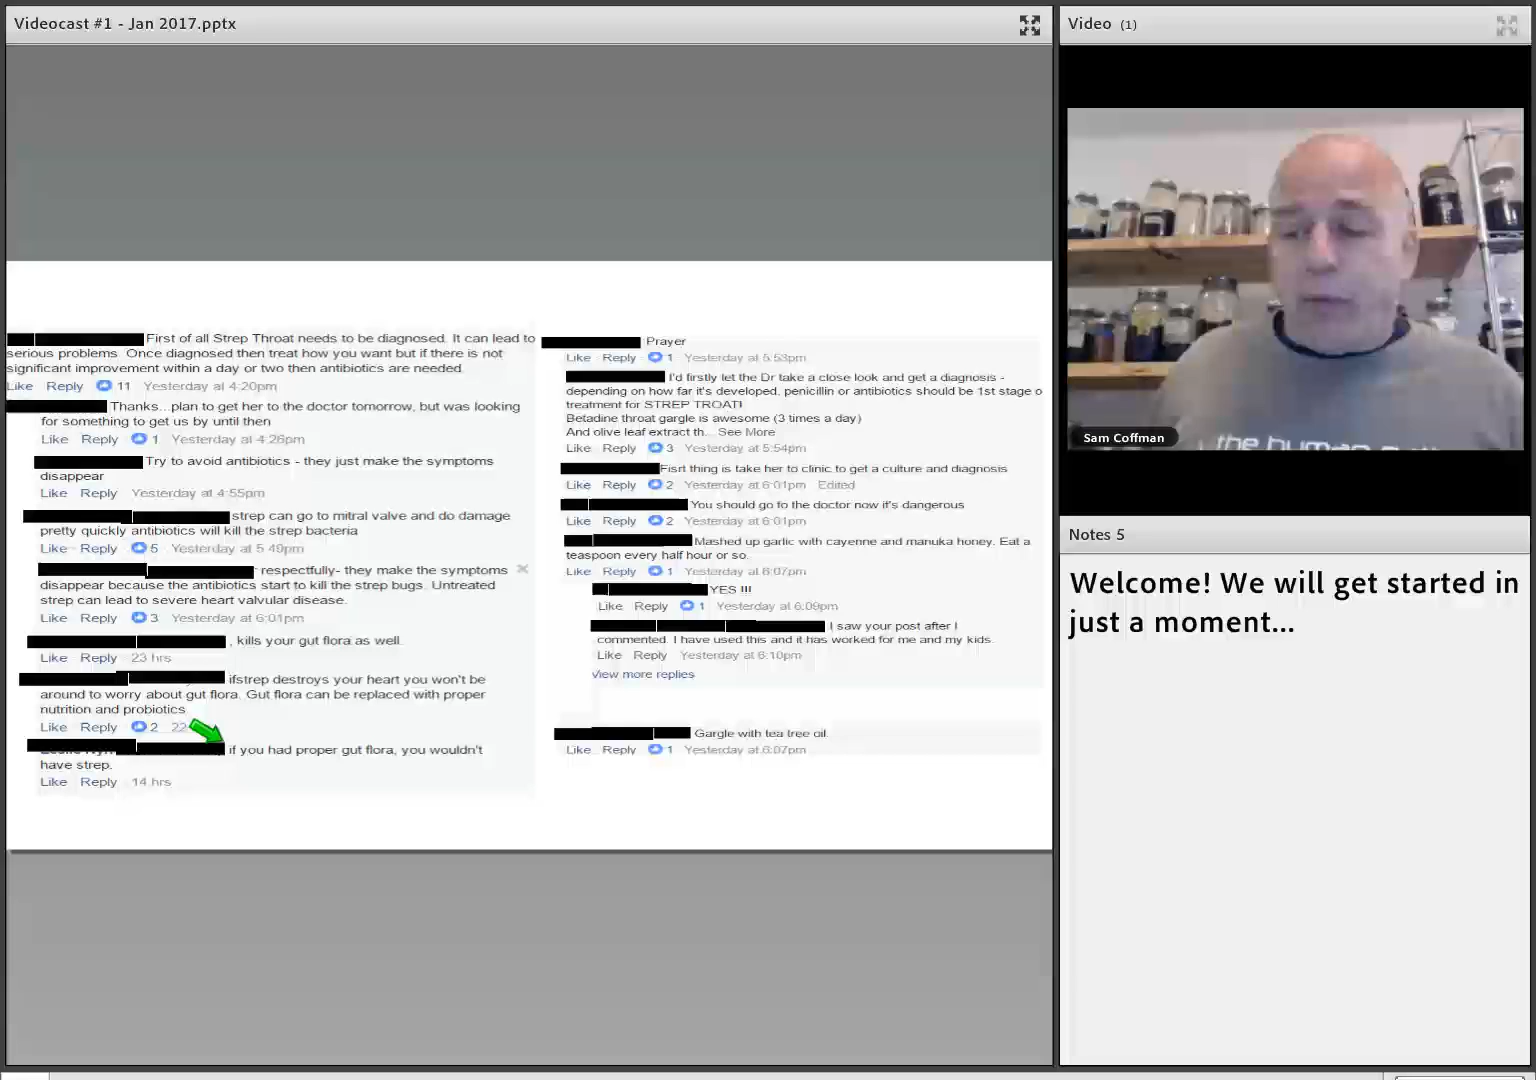 Videocast #1 - Jan 2017.pptx
First of all Strep Throat needs to be diagnosed. It can lead to
serious problems. Once diagnosed then treat how you want but if there is not
significant improvement within a day or two then antibiotics are needed.
Like Reply 11 Yesterday at 4:20pm
Thanks...plan to get her to the doctor tomorrow, but was looking
for something to get us by until then
Like Reply 1 Yesterday at 4:26pm
Try to avoid antibiotics - they just make the symptoms
disappear
Like Reply Yesterday at 4:55pm
strep can go to mitral valve and do damage
pretty quickly antibiotics will kill the strep bacteria
Like Reply 5 Yesterday at 5:49pm
respectfully- they make the symptoms
disappear because the antibiotics start to kill the strep bugs. Untreated
strep can lead to severe heart valvular disease.
Like Reply 3 Yesterday at 6:01pm
, kills your gut flora as well.
Like Reply 23 hrs
ifstrep destroys your heart you won't be
around to worry about gut flora. Gut flora can be replaced with proper
nutrition and probiotics
Like Reply 2 22
if you had proper gut flora, you wouldn't
have strep.
Like Reply 14 hrs
Prayer
Like Reply 1 Yesterday at 5:53pm
I'd firstly let the Dr take a close look and get a diagnosis -
depending on how far it's developed, penicillin or antibiotics should be 1st stage o
treatment for STREP TROAT!
Betadine throat gargle is awesome (3 times a day)
And olive leaf extract th... See More
Like Reply 3 Yesterday at 5:54pm
Fisrt thing is take her to clinic to get a culture and diagnosis
Like Reply 2 Yesterday at 6:01pm Edited
You should go fo the doctor now it's dangerous
Like Reply 2 Yesterday at 6:01pm
Mashed up garlic with cayenne and manuka honey. Eat a
teaspoon every half hour or so.
Like Reply 1 Yesterday at 6:07pm
YES !!!
Like Reply 1 Yesterday at 6:09pm
I saw your post after I
commented. I have used this and it has worked for me and my kids.
Like Reply Yesterday at 6:10pm
View more replies
Gargle with tea tree oil.
Like Reply 1 Yesterday at 6:07pm
Video (1)
Sam Coffman
the human
Notes 5
Welcome! We will get started in
just a moment...